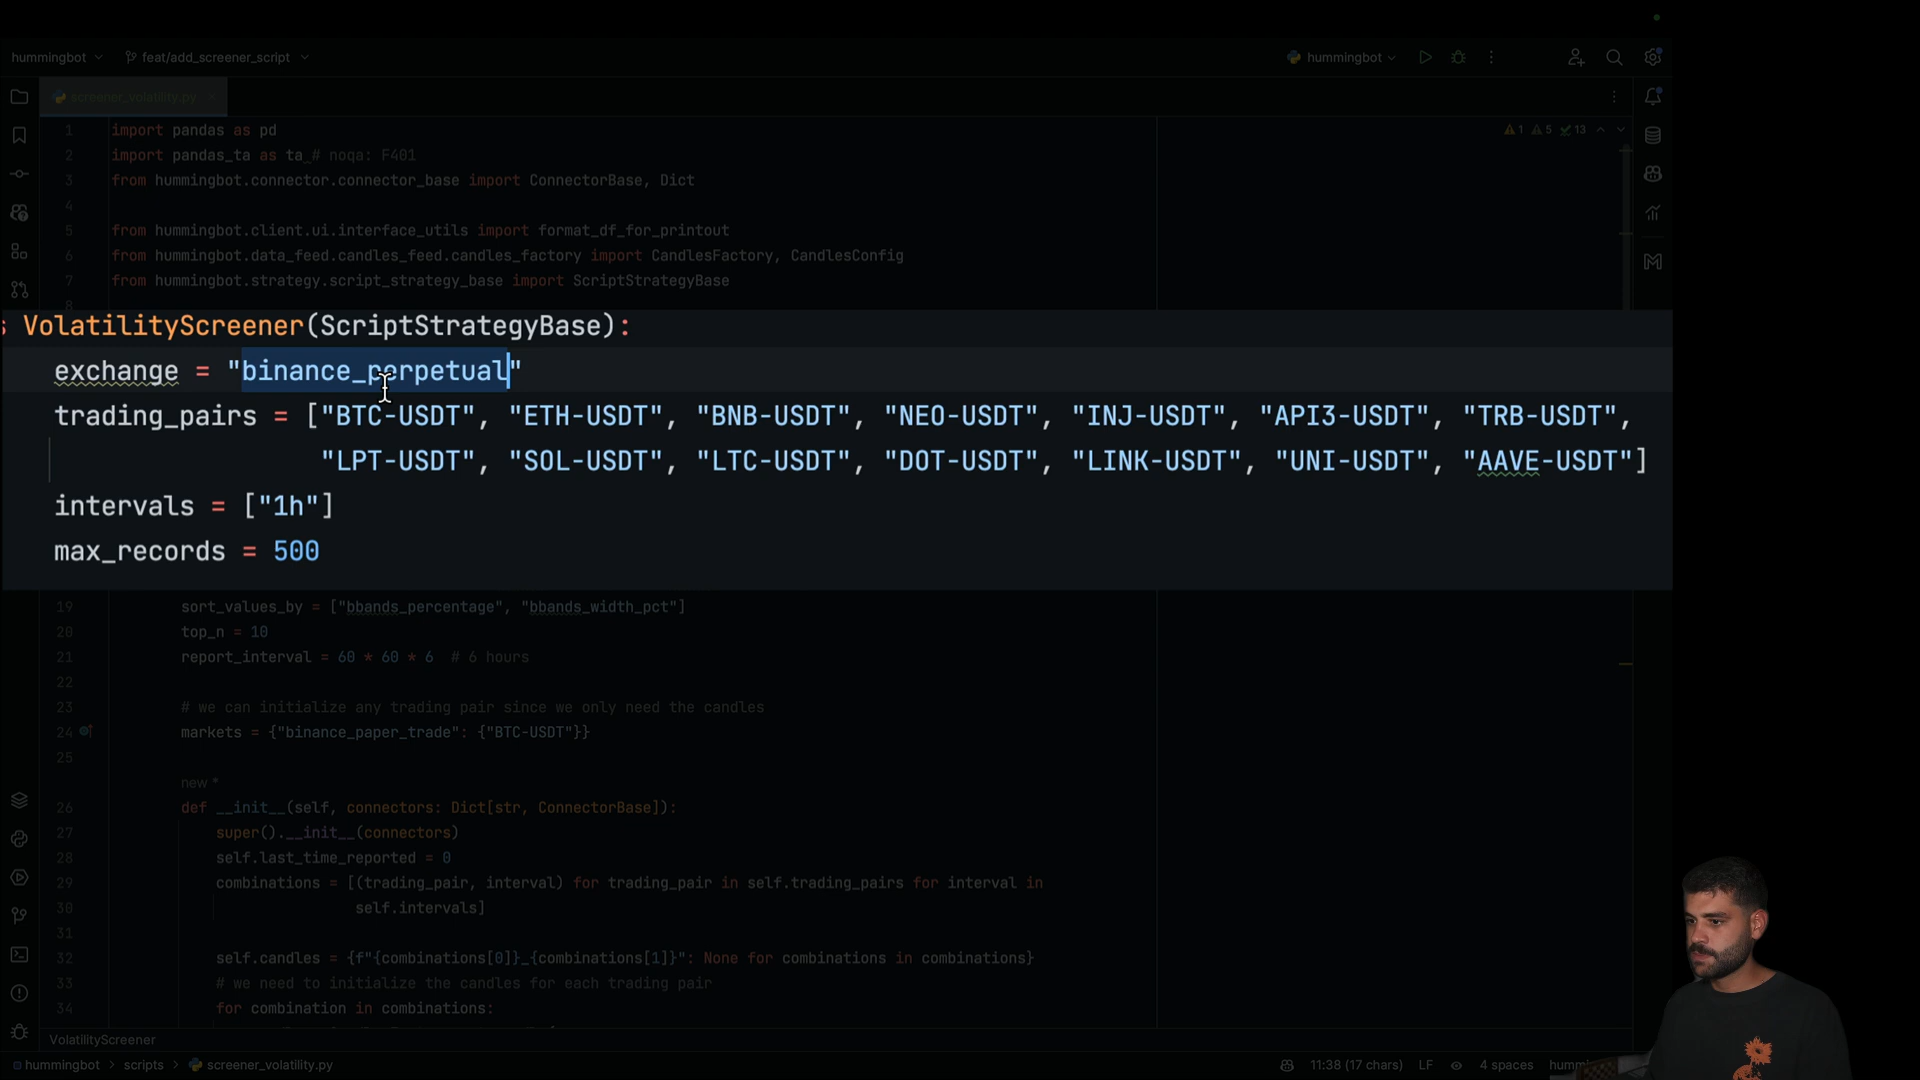 hummingbot
feat/add_screener_script
hummingbot
screener_volatility.py
1 import pandas as pd
1 5 13
2 import pandas_ta as ta # noqa: F401
3 from hummingbot.connector.connector_base import ConnectorBase, Dict
4
5 from hummingbot.client.ui.interface_utils import format_df_for_printout
6 from hummingbot.data_feed.candles_feed.candles_factory import CandlesFactory, CandlesConfig
7 from hummingbot.strategy.script_strategy_base import ScriptStrategyBase
8
s VolatilityScreener(ScriptStrategyBase):
exchange = "binance_perpetual"
trading_pairs = ["BTC-USDT", "ETH-USDT", "BNB-USDT", "NEO-USDT", "INJ-USDT", "API3-USDT", "TRB-USDT",
"LPT-USDT", "SOL-USDT", "LTC-USDT", "DOT-USDT", "LINK-USDT", "UNI-USDT", "AAVE-USDT"]
intervals = ["1h"]
max_records = 500
19 sort_values_by = ["bbands_percentage", "bbands_width_pct"]
20 top_n = 10
21 report_interval = 60 * 60 * 6 # 6 hours
22
23 # we can initialize any trading pair since we only need the candles
24 markets = {"binance_paper_trade": {"BTC-USDT"}}
25
new *
26 def __init__(self, connectors: Dict[str, ConnectorBase]):
27 super().__init__(connectors)
28 self.last_time_reported = 0
29 combinations = [(trading_pair, interval) for trading_pair in self.trading_pairs for interval in
30 self.intervals]
31
32 self.candles = {f"{combinations[0]}_{combinations[1]}": None for combinations in combinations}
33 # we need to initialize the candles for each trading pair
34 for combination in combinations:
VolatilityScreener
hummingbot > scripts > screener_volatility.py
11:38 (17 chars) LF 4 spaces